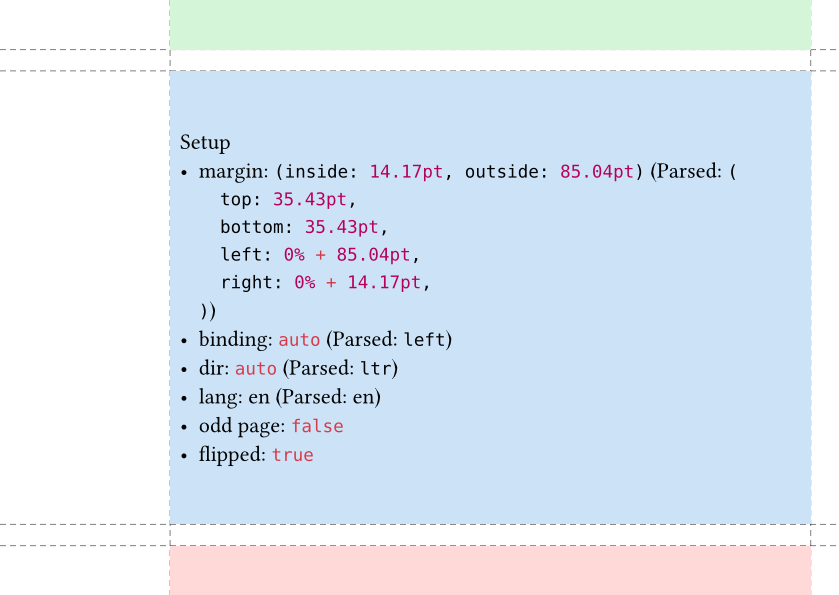 Setup
• margin: (inside: 14.17pt, outside: 85.04pt) (Parsed: (
top: 35.43pt,
bottom: 35.43pt,
left: 0% + 85.04pt,
right: 0% + 14.17pt,
))
• binding: auto (Parsed: left)
• dir: auto (Parsed: ltr)
• lang: en (Parsed: en)
• odd page: false
• flipped: true